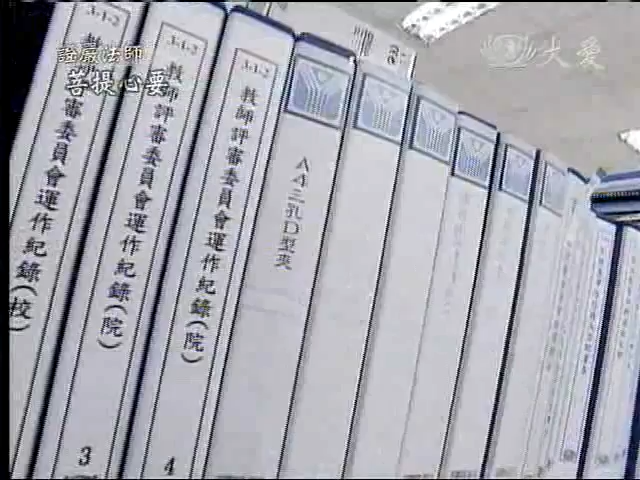 證嚴法師
菩提心要
大愛
3-1-2
教師評審委員會運作紀錄(校)
3-1-2
教師評審委員會運作紀錄(院)
3
3-1-2
教師評審委員會運作紀錄(院)
4
A4三孔D型夾